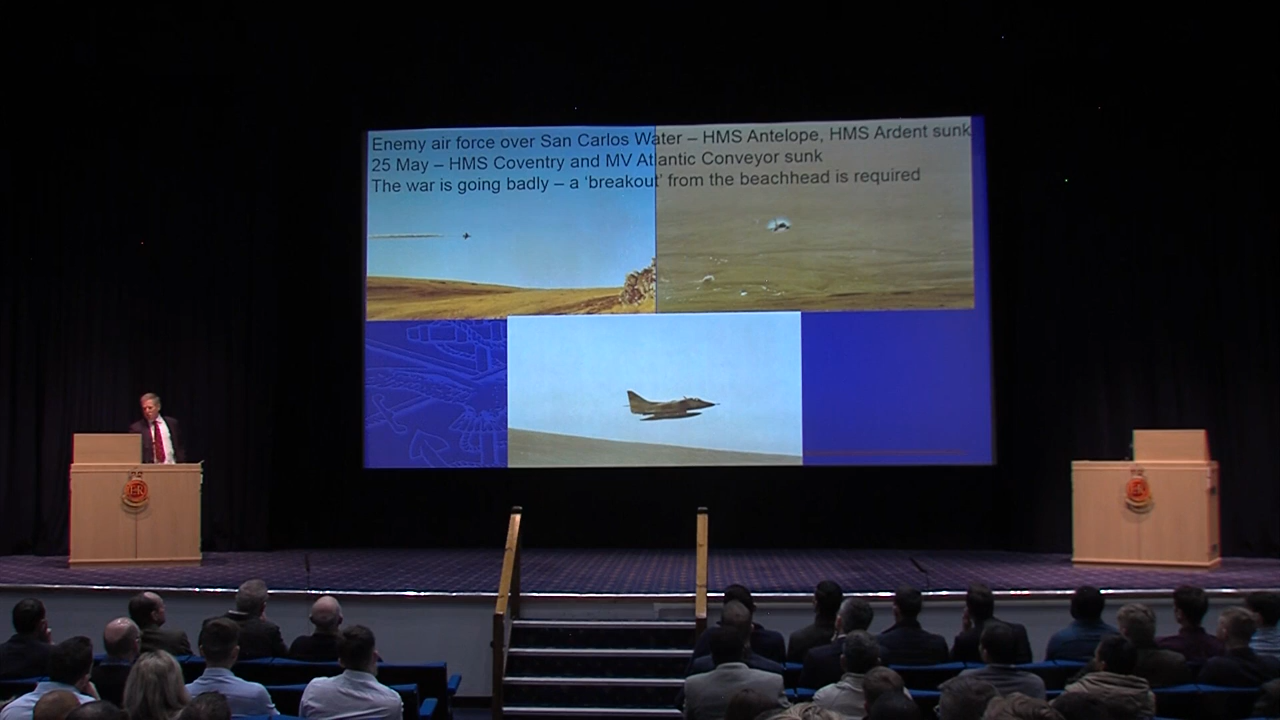 Enemy air force over San Carlos Water – HMS Antelope, HMS Ardent sunk
25 May – HMS Coventry and MV Atlantic Conveyor sunk
The war is going badly – a ‘breakout’ from the beachhead is required